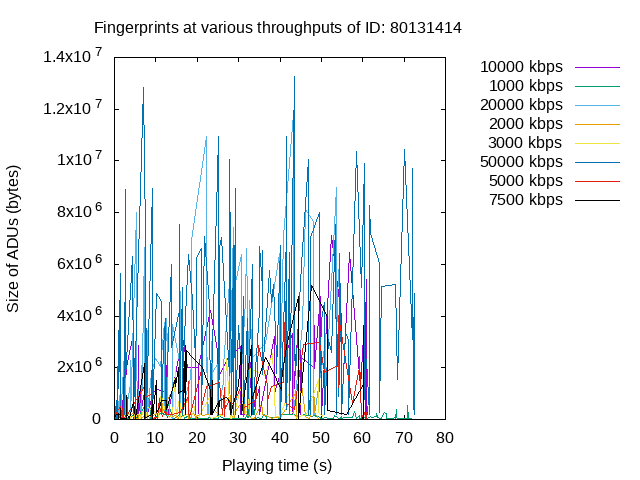 Fingerprints at various throughputs of ID: 80131414
1.4x10^7
1.2x10^7
1x10^7
8x10^6
6x10^6
4x10^6
2x10^6
0
0 10 20 30 40 50 60 70 80
Size of ADUs (bytes)
Playing time (s)
10000 kbps
1000 kbps
20000 kbps
2000 kbps
3000 kbps
50000 kbps
5000 kbps
7500 kbps